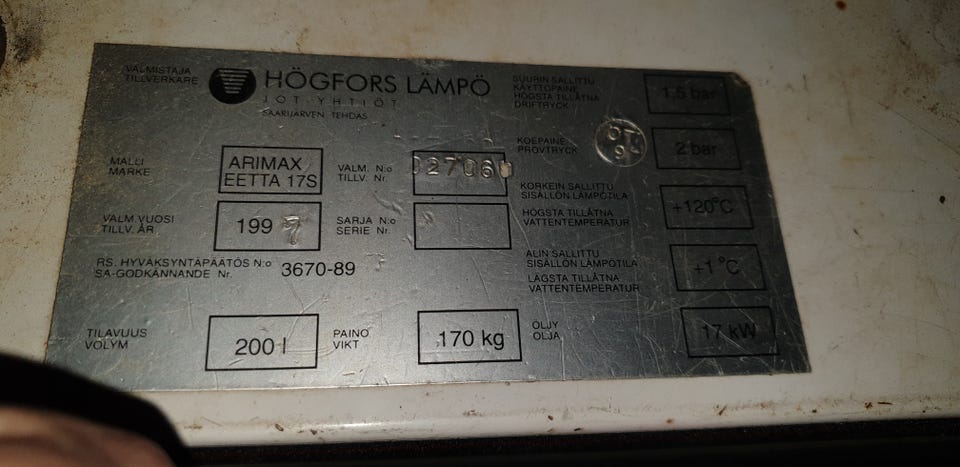 VALMISTAJA
TILLVERKARE
HÖGFORS LÄMPÖ
JOT-YHTIÖT
SAARIJÄRVEN TEHDAS
SUURIN SALLITTU
KÄYTTÖPAINE
HÖGSTA TILLÅTNA
DRIFTRYCK
1,5 bar
KOEPAINE
PROVTRYCK
2 bar
MALLI
MARKE
ARIMAX
EETTA 17S
VALM. N:o
TILLV. Nr.
KORKEIN SALLITTU
SISÄLLÖN LÄMPÖTILA
HÖGSTA TILLÅTNA
VATTENTEMPERATUR
+120°C
VALM.VUOSI
TILLV. ÅR.
1997
SARJA N:o
SERIE Nr.
ALIN SALLITTU
SISÄLLÖN LÄMPÖTILA
LÄGSTA TILLÅTNA
VATTENTEMPERATUR
+1°C
RS. HYVÄKSYNTÄPÄÄTÖS N:o
SA-GODKÄNNANDE Nr.
3670-89
TILAVUUS
VOLYM
200 l
PAINO
VIKT
170 kg
ÖLJY
OLJA
17 kW